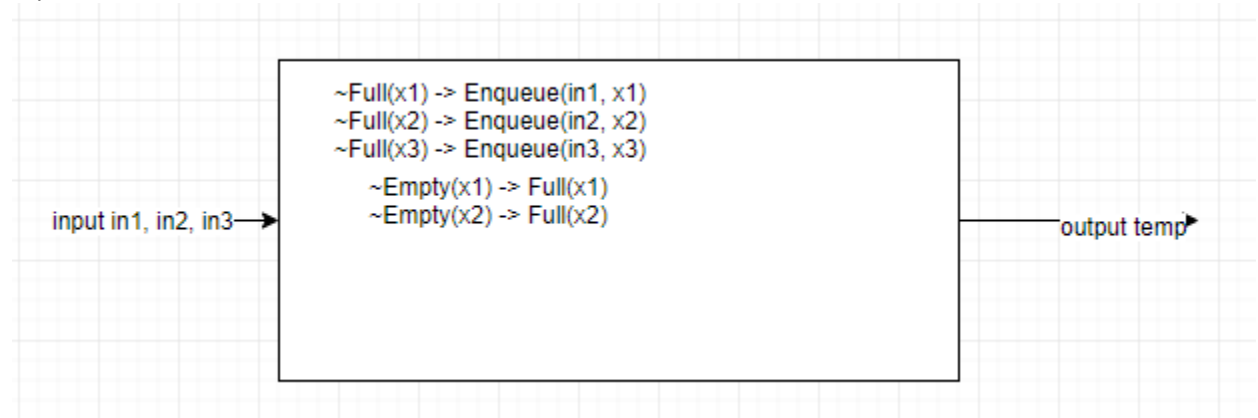 ~Full(x1) -> Enqueue(in1, x1)
~Full(x2) -> Enqueue(in2, x2)
~Full(x3) -> Enqueue(in3, x3)
~Empty(x1) -> Full(x1)
~Empty(x2) -> Full(x2)
input in1, in2, in3
output temp